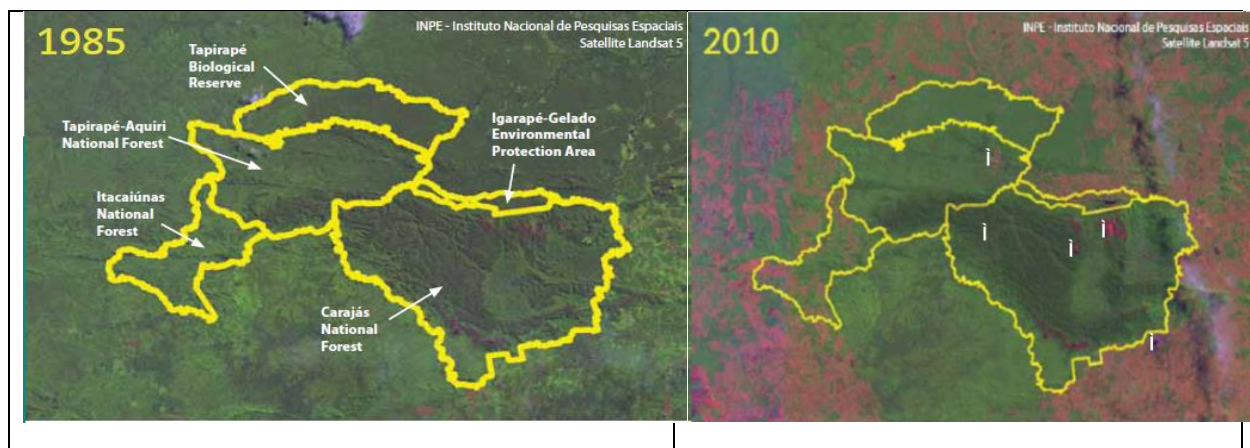 1985
INPE - Instituto Nacional de Pesquisas Espaciais
Satellite Landsat 5
Tapirapé
Biological
Reserve
Tapirapé-Aquiri
National Forest
Igarapé-Gelado
Environmental
Protection Area
Itacaiúnas
National
Forest
Carajás
National
Forest
2010
INPE - Instituto Nacional de Pesquisas Espaciais
Satellite Landsat 5
Ì
Ì
Ì
Ì
Ì